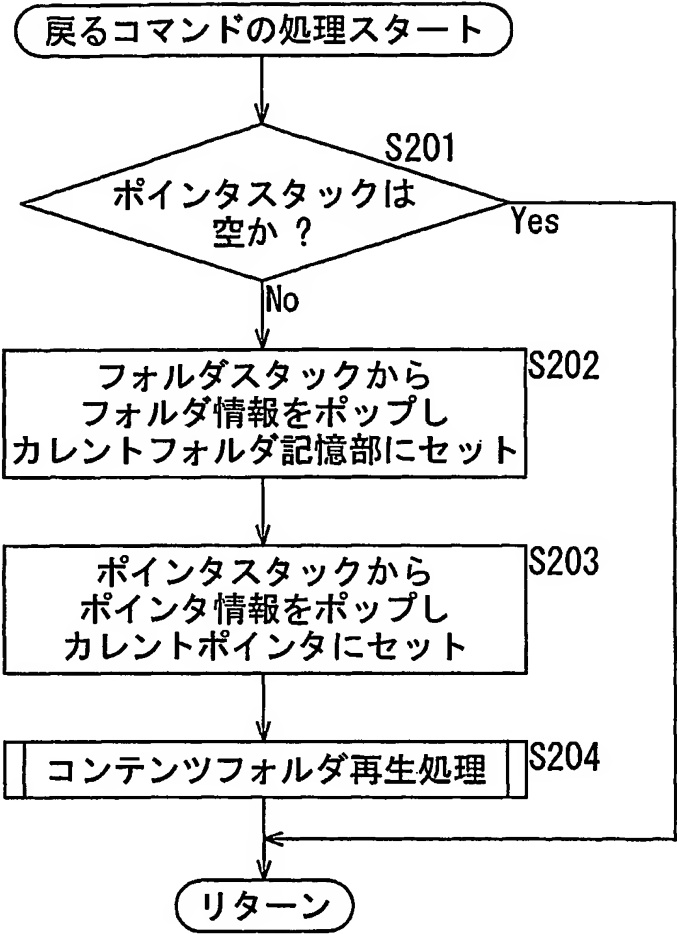 戻るコマンドの処理スタート
S201
ポインタスタックは
空か ?
Yes
No
S202
フォルダスタックから
フォルダ情報をポップし
カレントフォルダ記憶部にセット
S203
ポインタスタックから
ポインタ情報をポップし
カレントポインタにセット
コンテンツフォルダ再生処理
S204
リターン